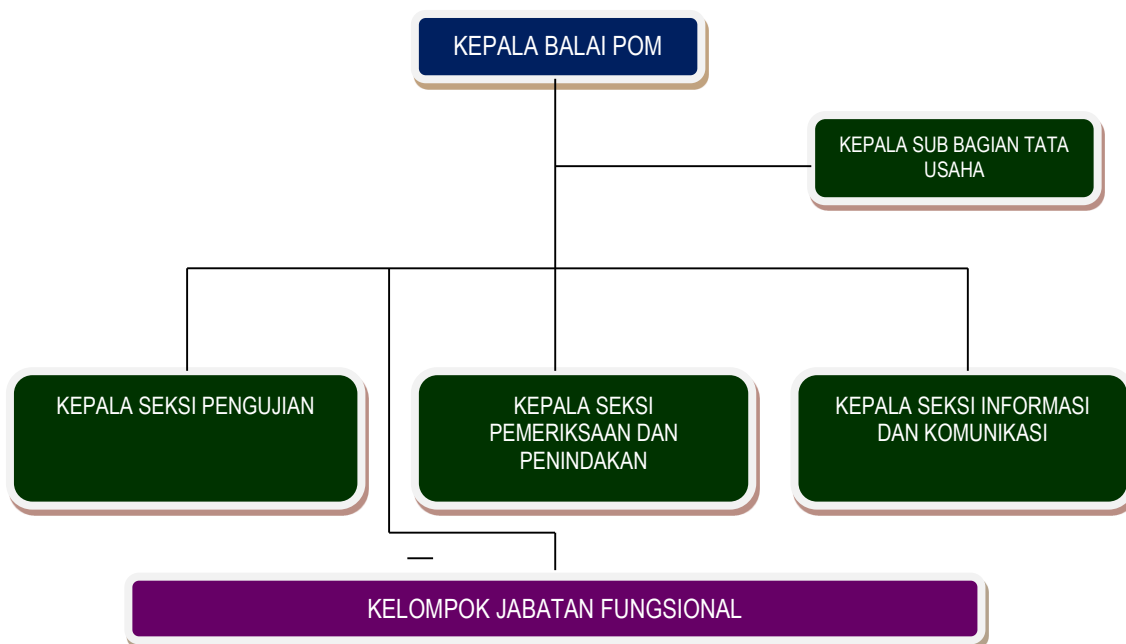 KEPALA BALAI POM
KEPALA SUB BAGIAN TATA
USAHA
KEPALA SEKSI PENGUJIAN
KEPALA SEKSI
PEMERIKSAAN DAN
PENINDAKAN
KEPALA SEKSI INFORMASI
DAN KOMUNIKASI
KELOMPOK JABATAN FUNGSIONAL